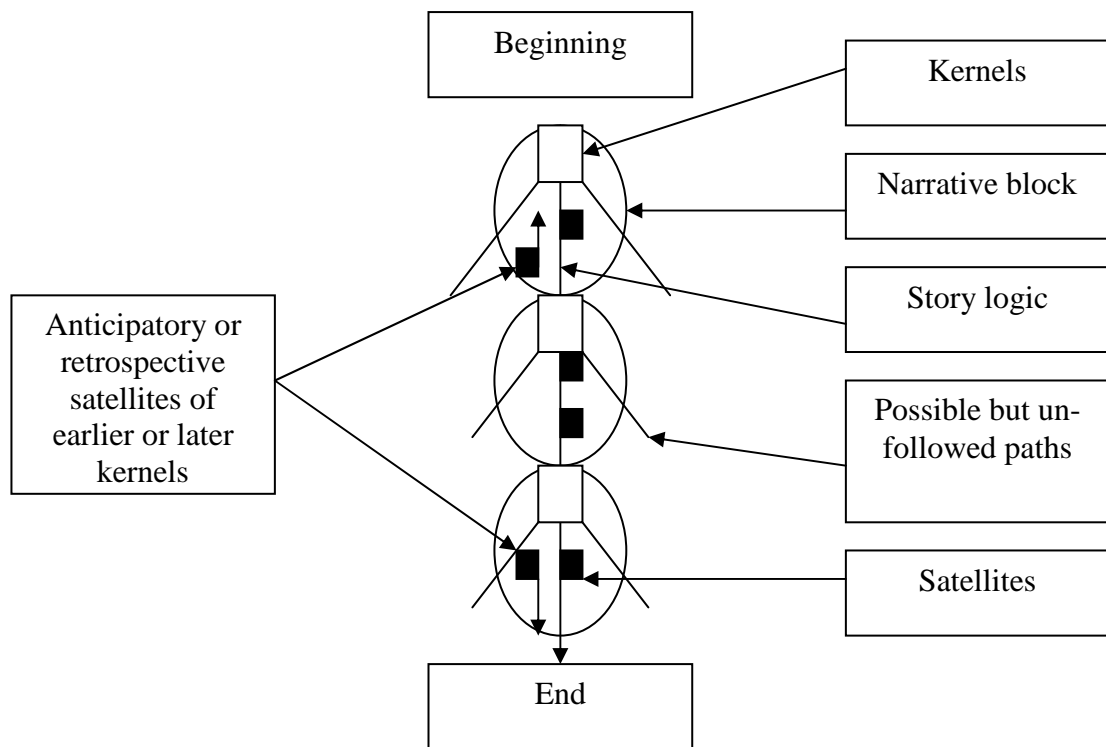 Beginning
Kernels
Narrative block
Story logic
Anticipatory or
retrospective
satellites of
earlier or later
kernels
Possible but un-
followed paths
Satellites
End